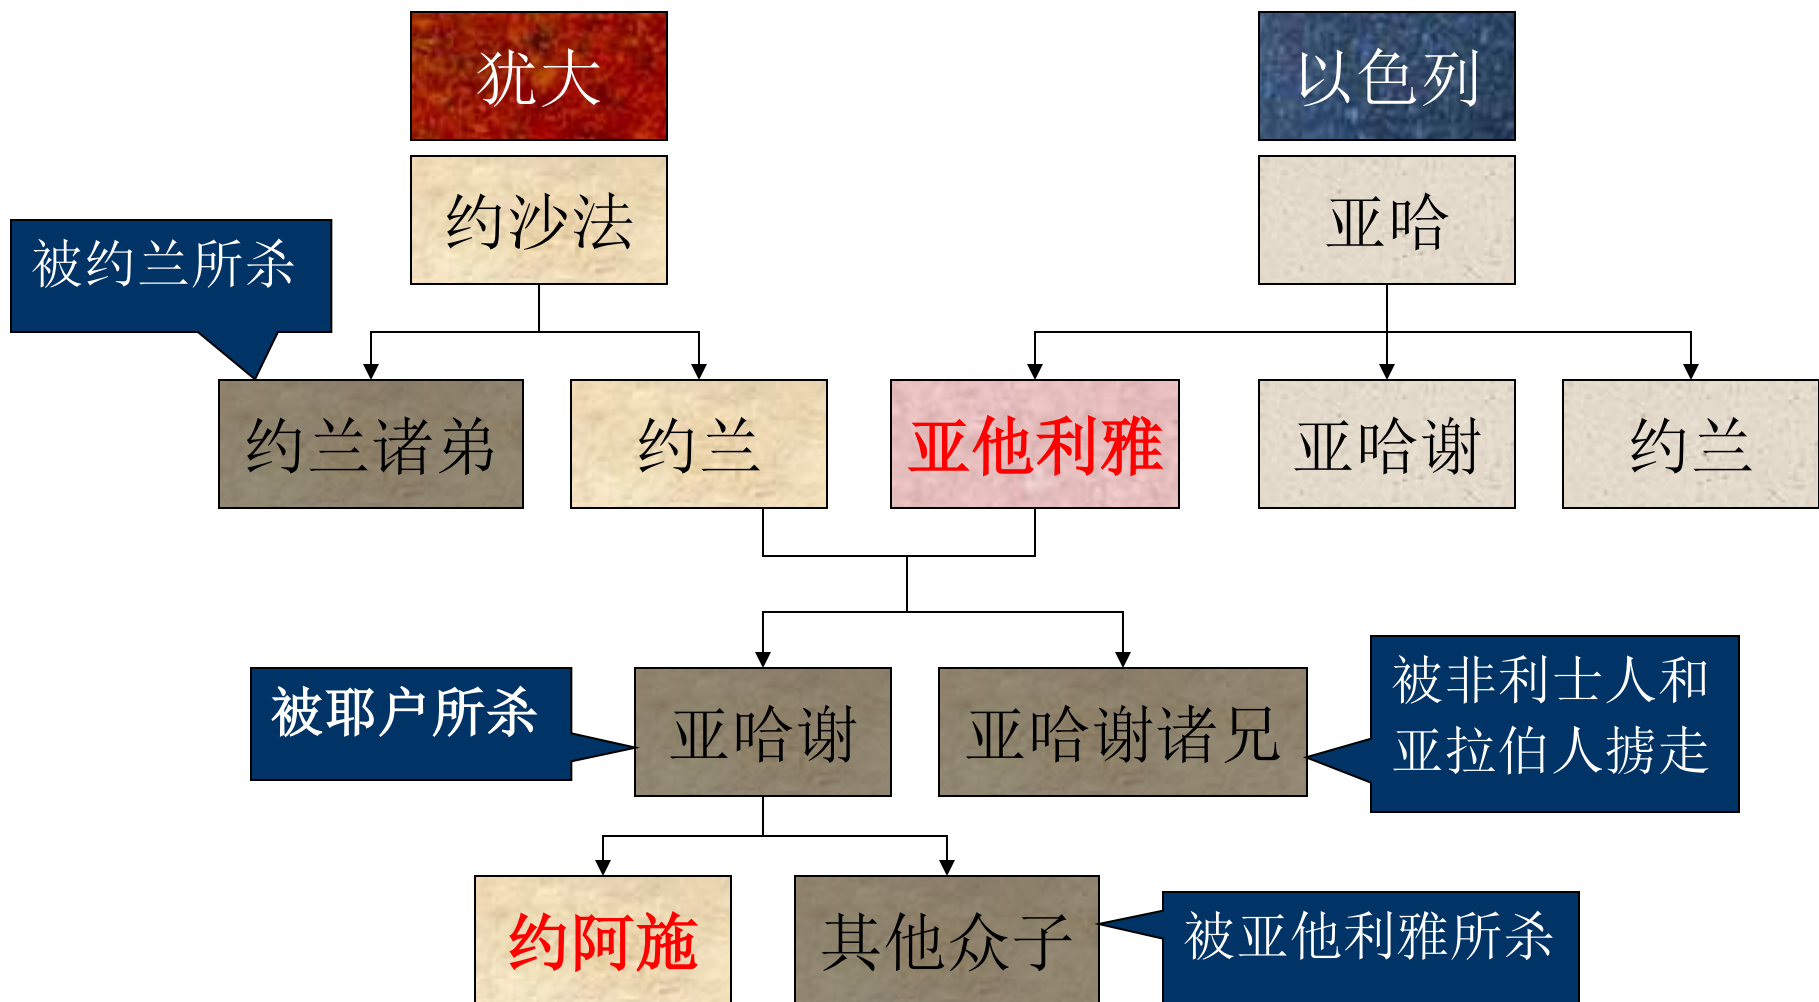 犹大
以色列
约沙法
亚哈
被约兰所杀
约兰诸弟
约兰
亚他利雅
亚哈谢
约兰
被耶户所杀
亚哈谢
亚哈谢诸兄
被非利士人和
亚拉伯人掳走
约阿施
其他众子
被亚他利雅所杀